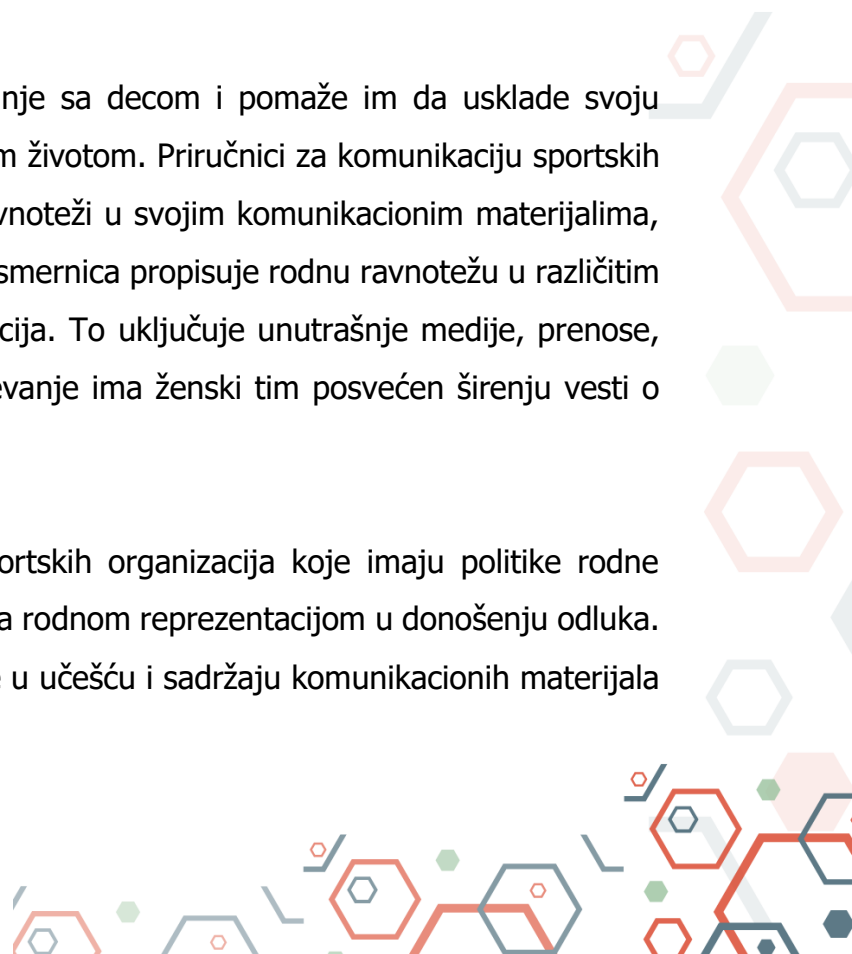 nje sa decom i pomaže im da usklade svoju
m životom. Priručnici za komunikaciju sportskih
vnoteži u svojim komunikacionim materijalima,
smernica propisuje rodnu ravnotežu u različitim
cija. To uključuje unutrašnje medije, prenose,
evanje ima ženski tim posvećen širenju vesti o
ortskih organizacija koje imaju politike rodne
a rodnom reprezentacijom u donošenju odluka.
e u učešću i sadržaju komunikacionih materijala